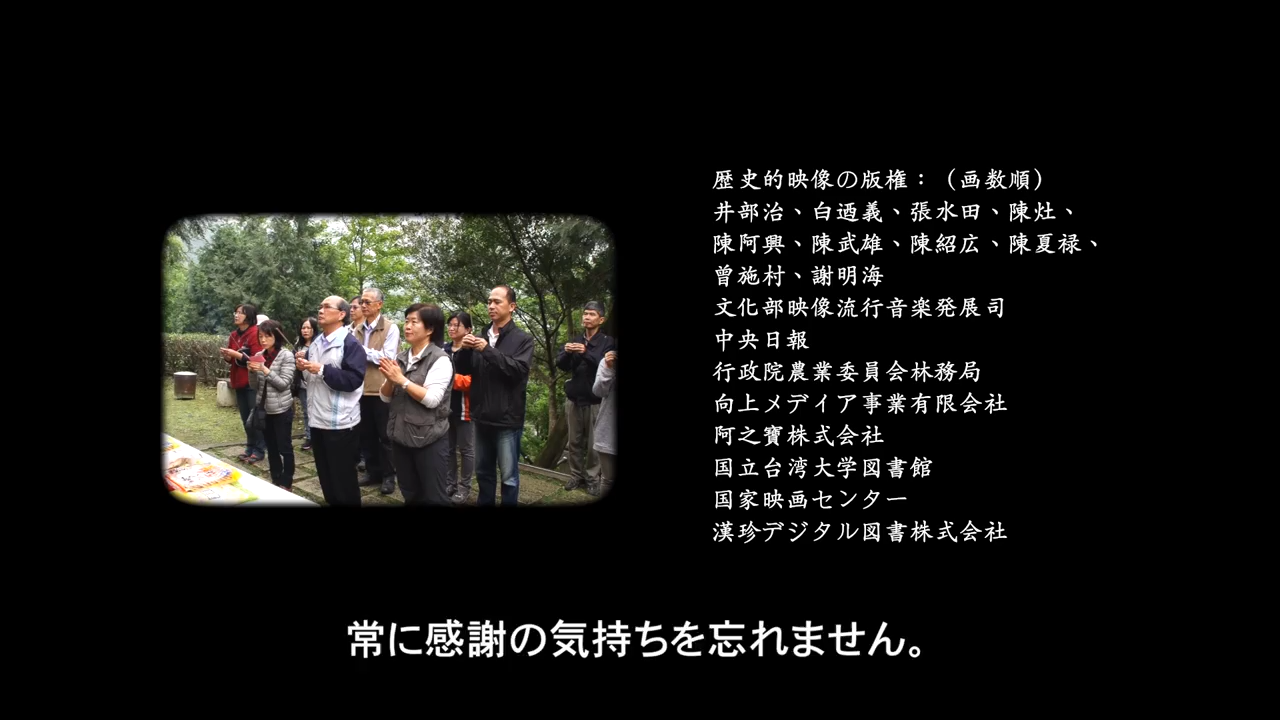 歴史的映像の版権：（画数順）
井部治、白迺義、張水田、陳灶、
陳阿興、陳武雄、陳紹広、陳夏禄、
曾施村、謝明海
文化部映像流行音楽発展司
中央日報
行政院農業委員会林務局
向上メデイア事業有限会社
阿之寶株式会社
国立台湾大学図書館
国家映画センター
漢珍デジタル図書株式会社
常に感謝の気持ちを忘れません。